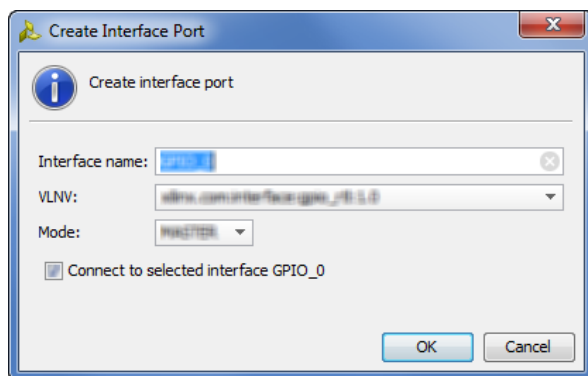 Create Interface Port
Create interface port
Interface name:
VLNV:
Mode:
Connect to selected interface GPIO_0
OK Cancel